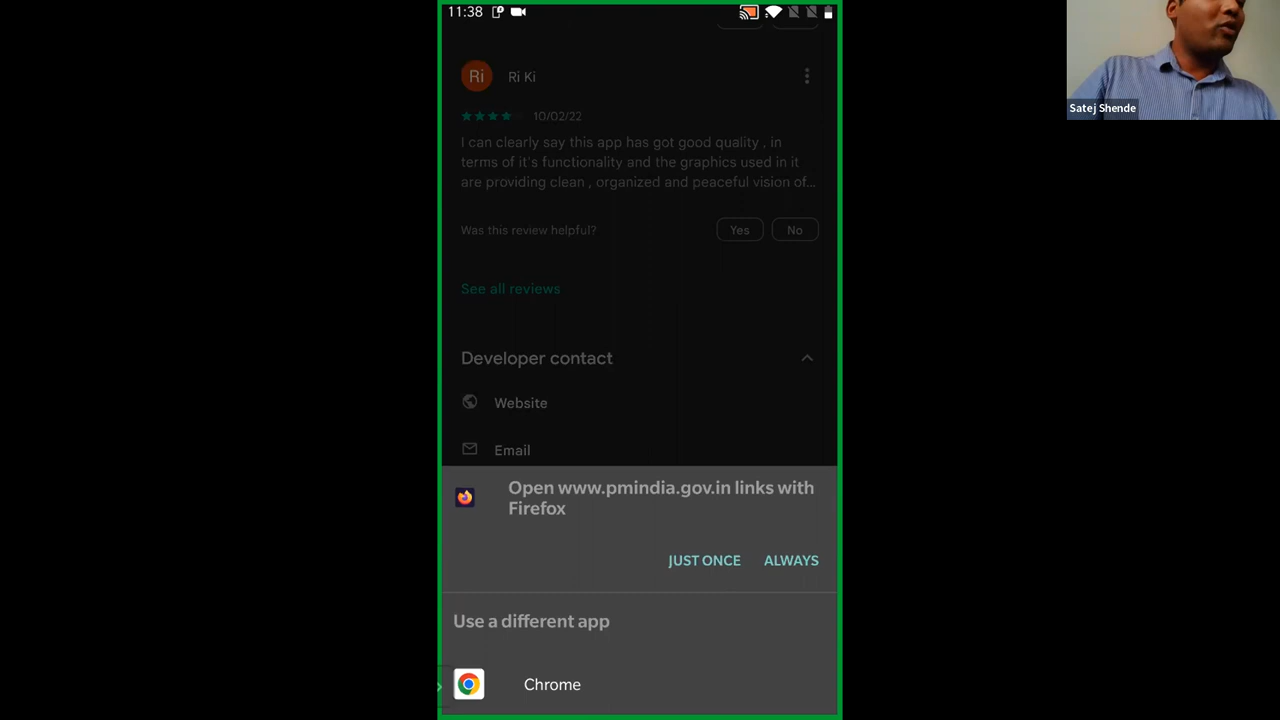 11:38
Satej Shende
Ri
Ri Ki
10/02/22
I can clearly say this app has got good quality , in
terms of it's functionality and the graphics used in it
are providing clean , organized and peaceful vision of...
Was this review helpful?
Yes
No
See all reviews
Developer contact
Website
Email
Open www.pmindia.gov.in links with
Firefox
JUST ONCE
ALWAYS
Use a different app
Chrome